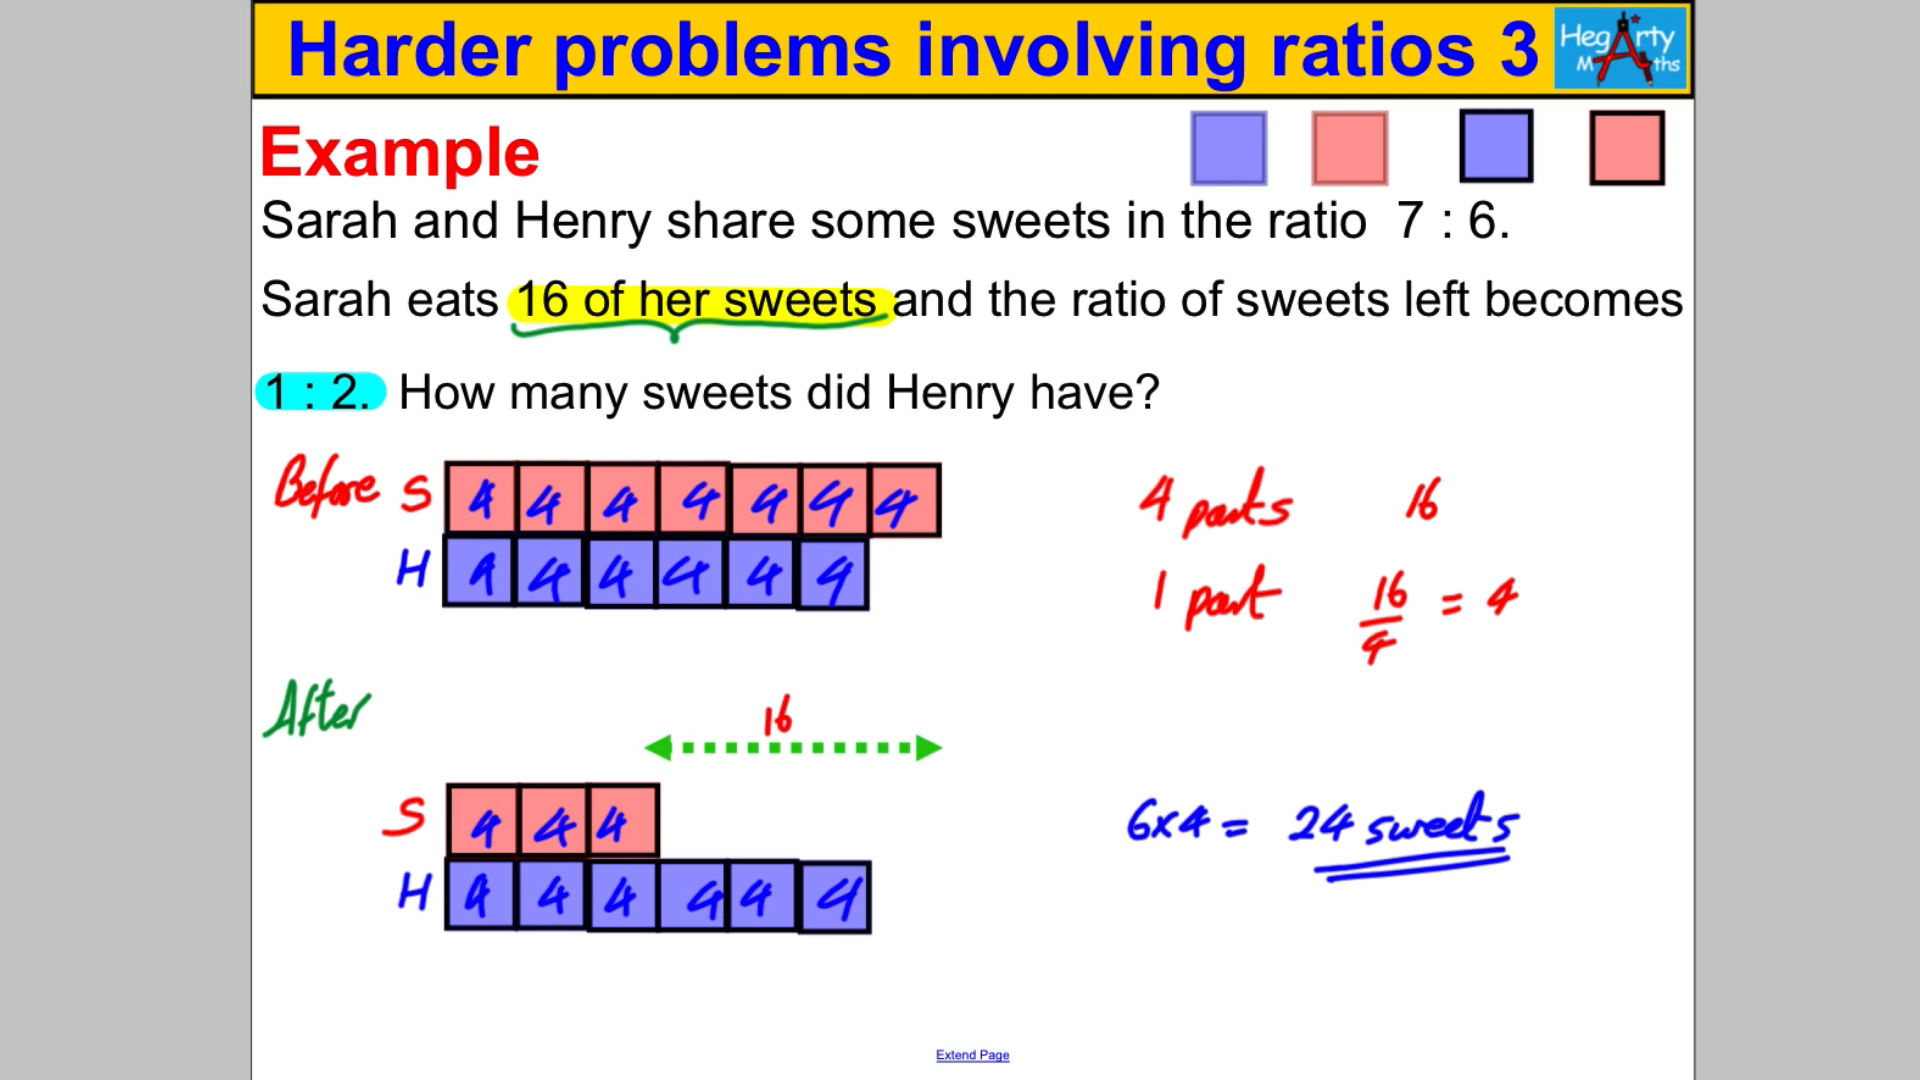 Harder problems involving ratios 3
Hegarty
Maths
Example
Sarah and Henry share some sweets in the ratio 7 : 6.
Sarah eats 16 of her sweets and the ratio of sweets left becomes
1 : 2. How many sweets did Henry have?
Before S 4 4 4 4 4 4 4
H 4 4 4 4 4 4
4 parts 16
1 part 16/4 = 4
After
16
S 4 4 4
H 4 4 4 4 4 4
6x4 = 24 sweets
Extend Page